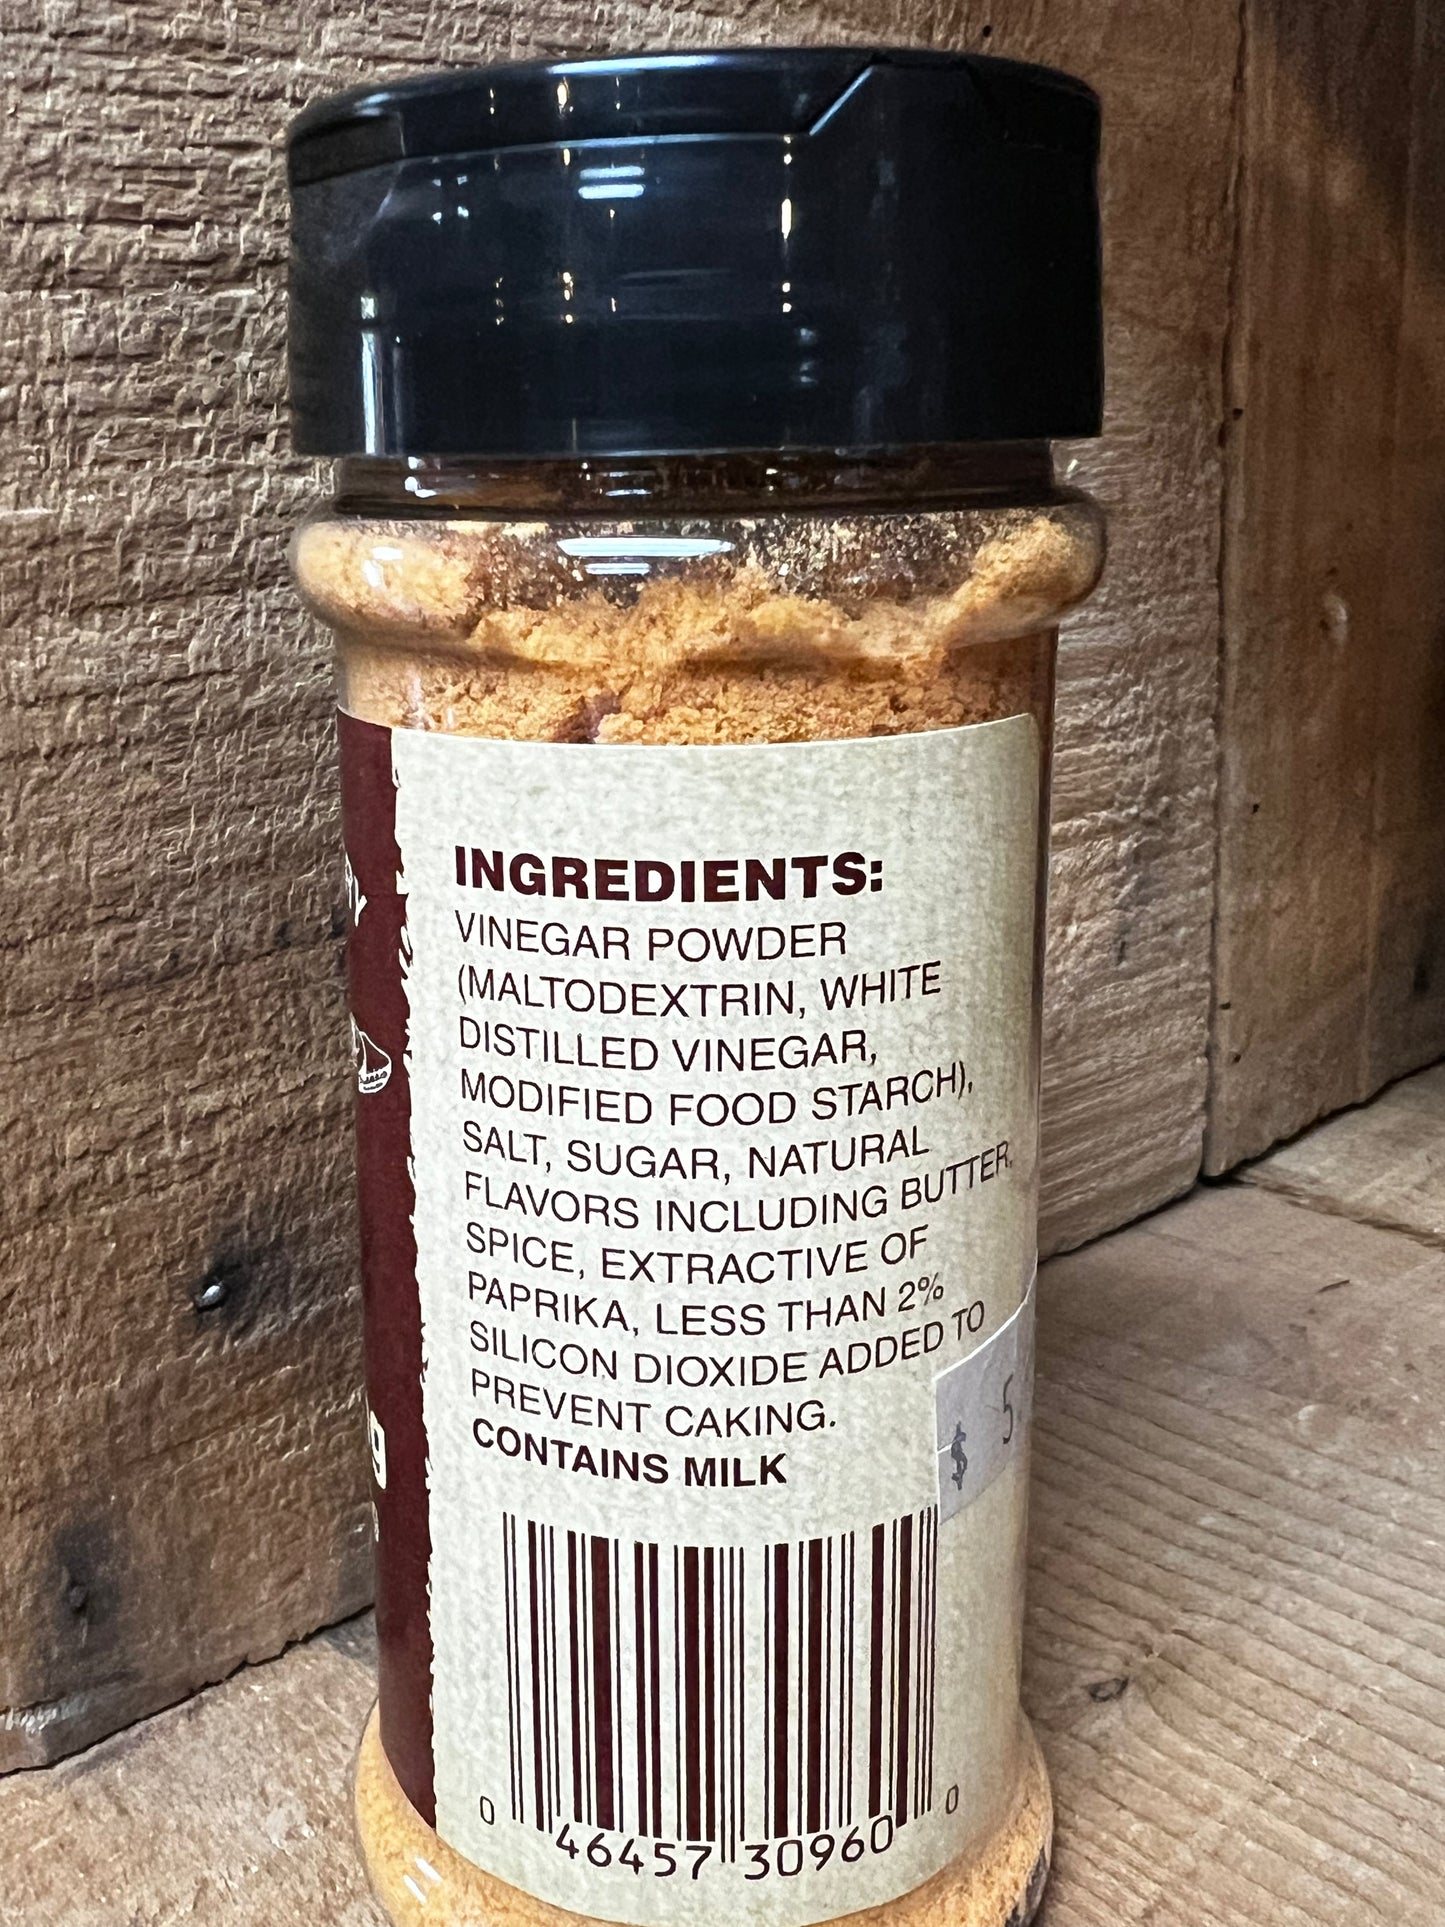 INGREDIENTS:
VINEGAR POWDER
(MALTODEXTRIN, WHITE
DISTILLED VINEGAR,
MODIFIED FOOD STARCH),
SALT, SUGAR, NATURAL
FLAVORS INCLUDING BUTTER,
SPICE, EXTRACTIVE OF
PAPRIKA, LESS THAN 2%
SILICON DIOXIDE ADDED TO
PREVENT CAKING.
CONTAINS MILK
$ 5.
0 46457 30960 0